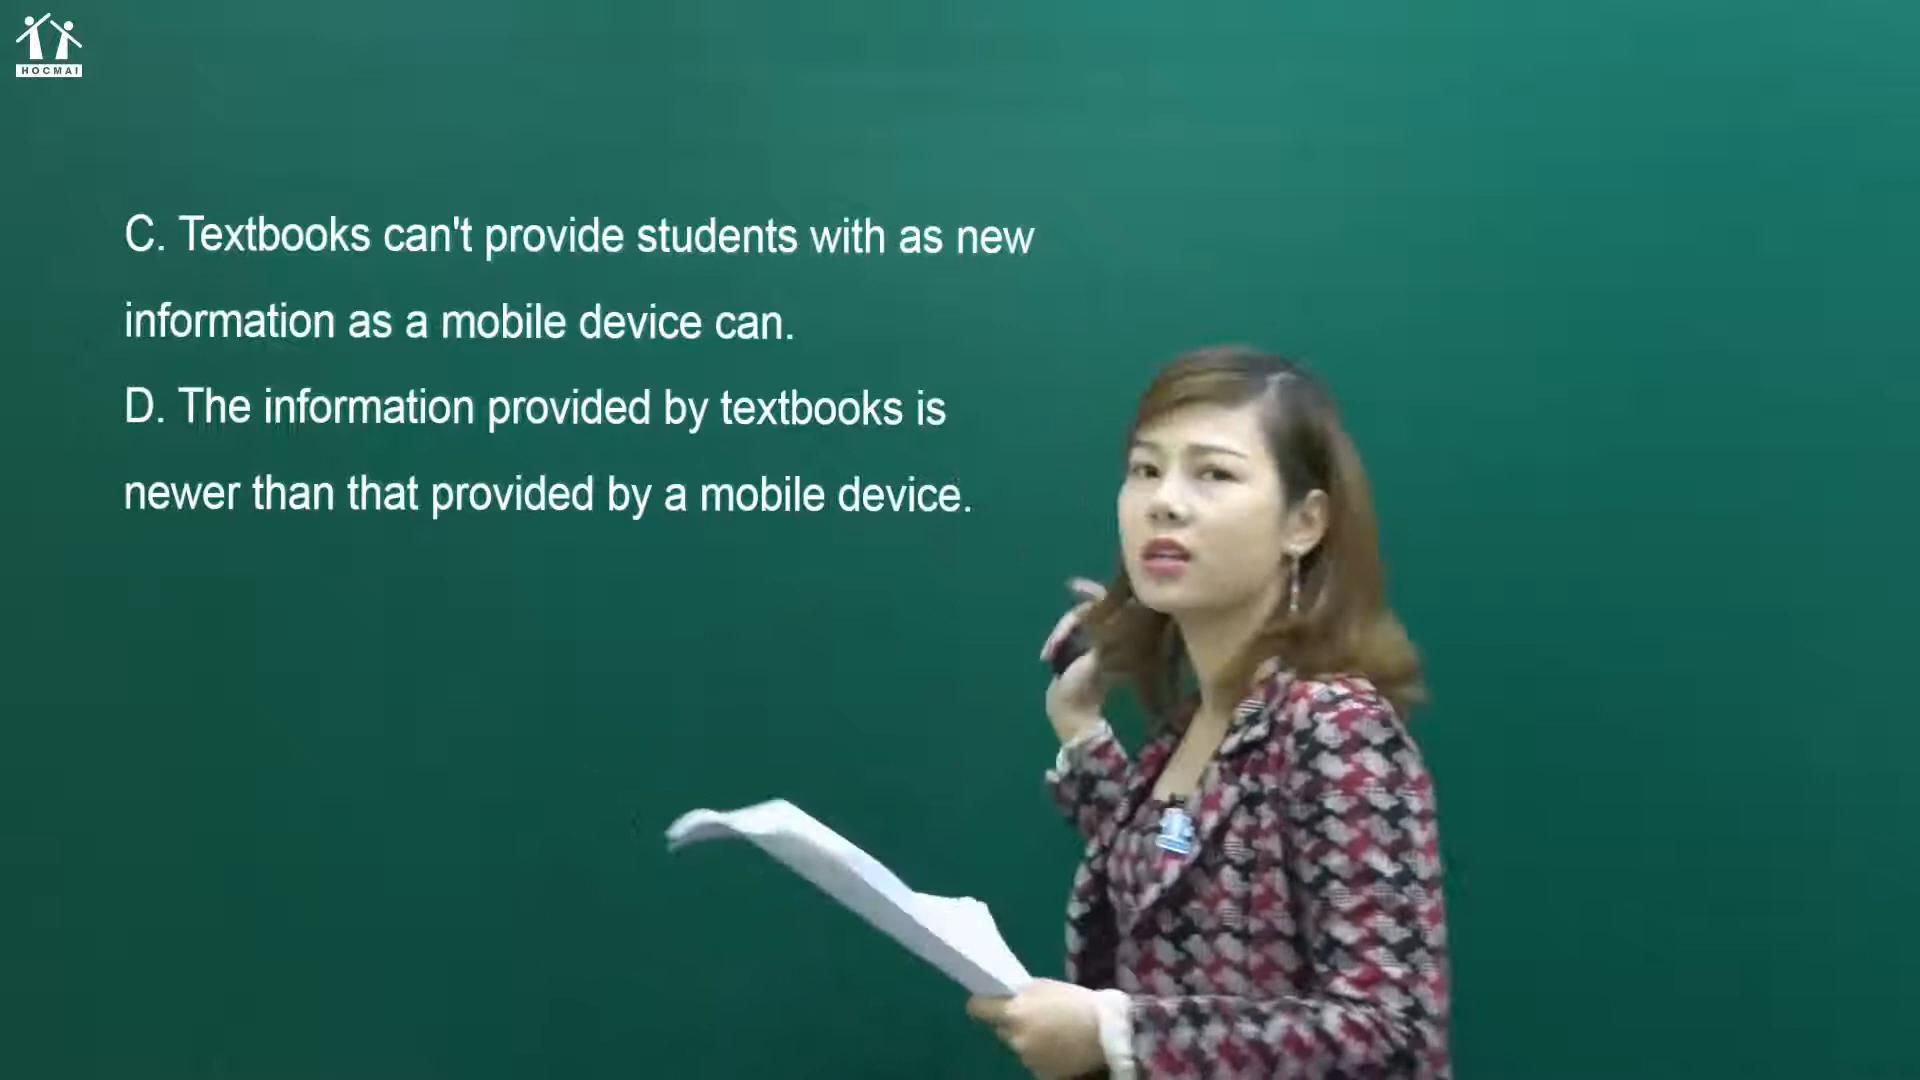 HOCMAI
C. Textbooks can't provide students with as new
information as a mobile device can.
D. The information provided by textbooks is
newer than that provided by a mobile device.